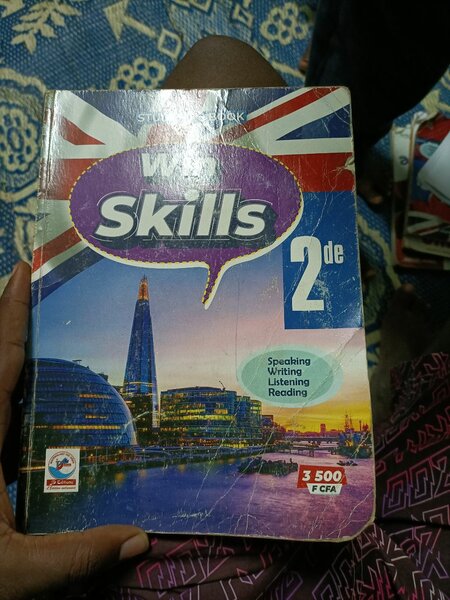 Skills
2de
Speaking
Writing
Listening
Reading
3 500
F CFA